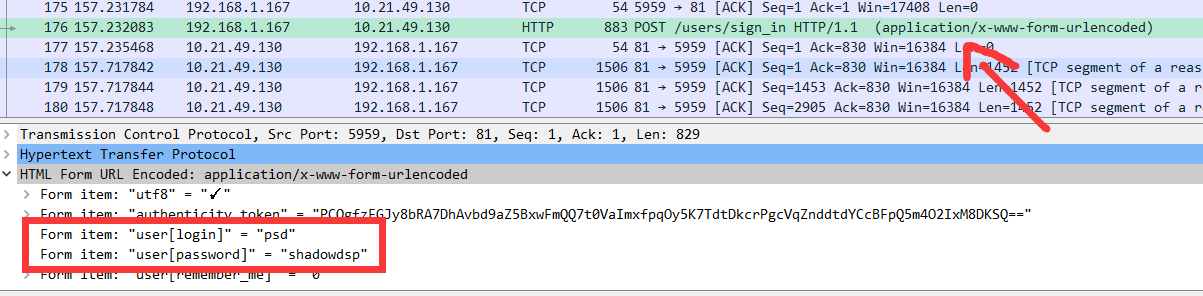 175 157.231784 192.168.1.167 10.21.49.130 TCP 54 5959 → 81 [ACK] Seq=1 Ack=1 Win=17408 Len=0
176 157.232083 192.168.1.167 10.21.49.130 HTTP 883 POST /users/sign_in HTTP/1.1 (application/x-www-form-urlencoded)
177 157.235468 10.21.49.130 192.168.1.167 TCP 54 81 → 5959 [ACK] Seq=1 Ack=830 Win=16384 Len=0
178 157.717842 10.21.49.130 192.168.1.167 TCP 1506 81 → 5959 [ACK] Seq=1 Ack=830 Win=16384 Len=1452 [TCP segment of a reas
179 157.717844 10.21.49.130 192.168.1.167 TCP 1506 81 → 5959 [ACK] Seq=1453 Ack=830 Win=16384 Len=1452 [TCP segment of a
180 157.717848 10.21.49.130 192.168.1.167 TCP 1506 81 → 5959 [ACK] Seq=2905 Ack=830 Win=16384 Len=1452 [TCP segment of a
Transmission Control Protocol, Src Port: 5959, Dst Port: 81, Seq: 1, Ack: 1, Len: 829
Hypertext Transfer Protocol
HTML Form URL Encoded: application/x-www-form-urlencoded
Form item: "utf8" = "✓"
Form item: "authenticity_token" = "PCOgfzFGJy8bRA7DhAvbd9aZ5BxwFmQQ7t0VaImxfpqOy5K7TdtDkcrPgcVqZnddtdYCcBFpQ5m4O2IxM8DKSQ=="
Form item: "user[login]" = "psd"
Form item: "user[password]" = "shadowdsp"
Form item: "user[remember_me]" = "0"